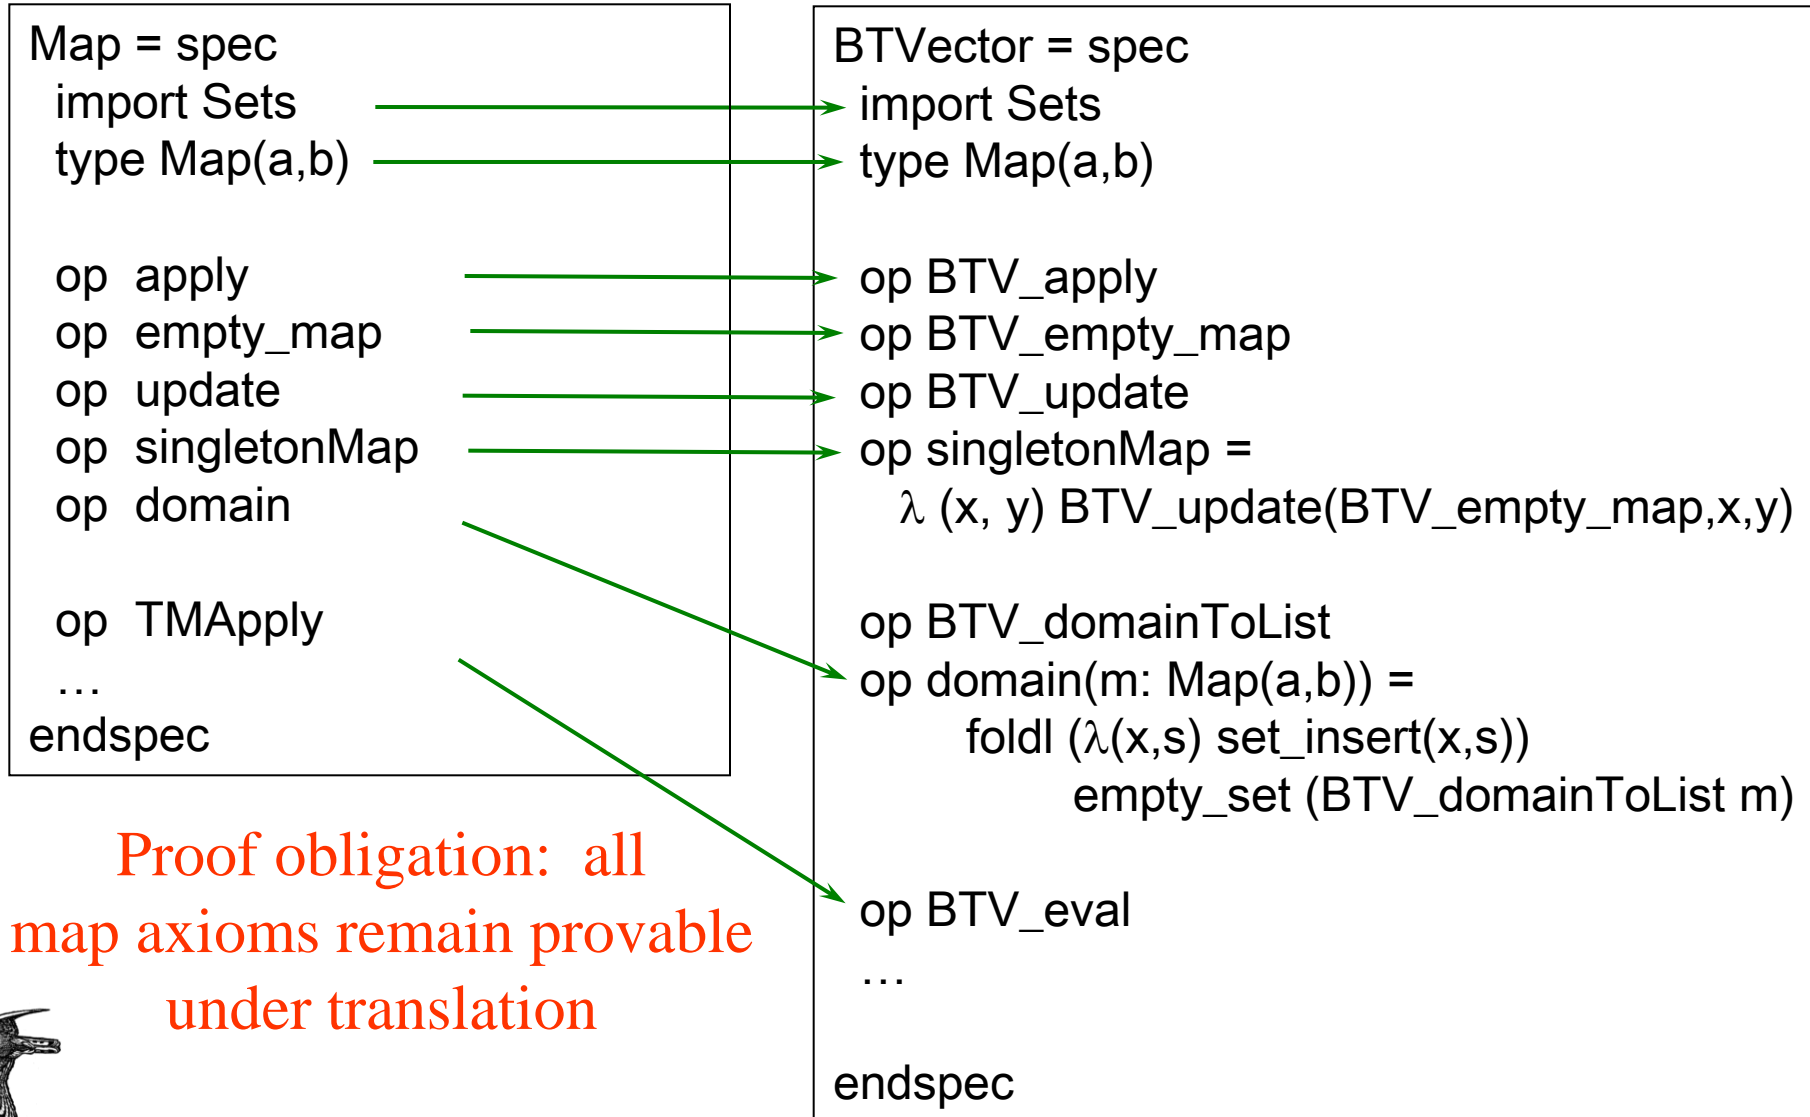 Map = spec
import Sets
type Map(a,b)
op apply
op empty_map
op update
op singletonMap
op domain
op TMApply
…
endspec
Proof obligation: all
map axioms remain provable
under translation
BTVector = spec
import Sets
type Map(a,b)
op BTV_apply
op BTV_empty_map
op BTV_update
op singletonMap =
λ (x, y) BTV_update(BTV_empty_map,x,y)
op BTV_domainToList
op domain(m: Map(a,b)) =
foldl (λ(x,s) set_insert(x,s))
empty_set (BTV_domainToList m)
op BTV_eval
…
endspec